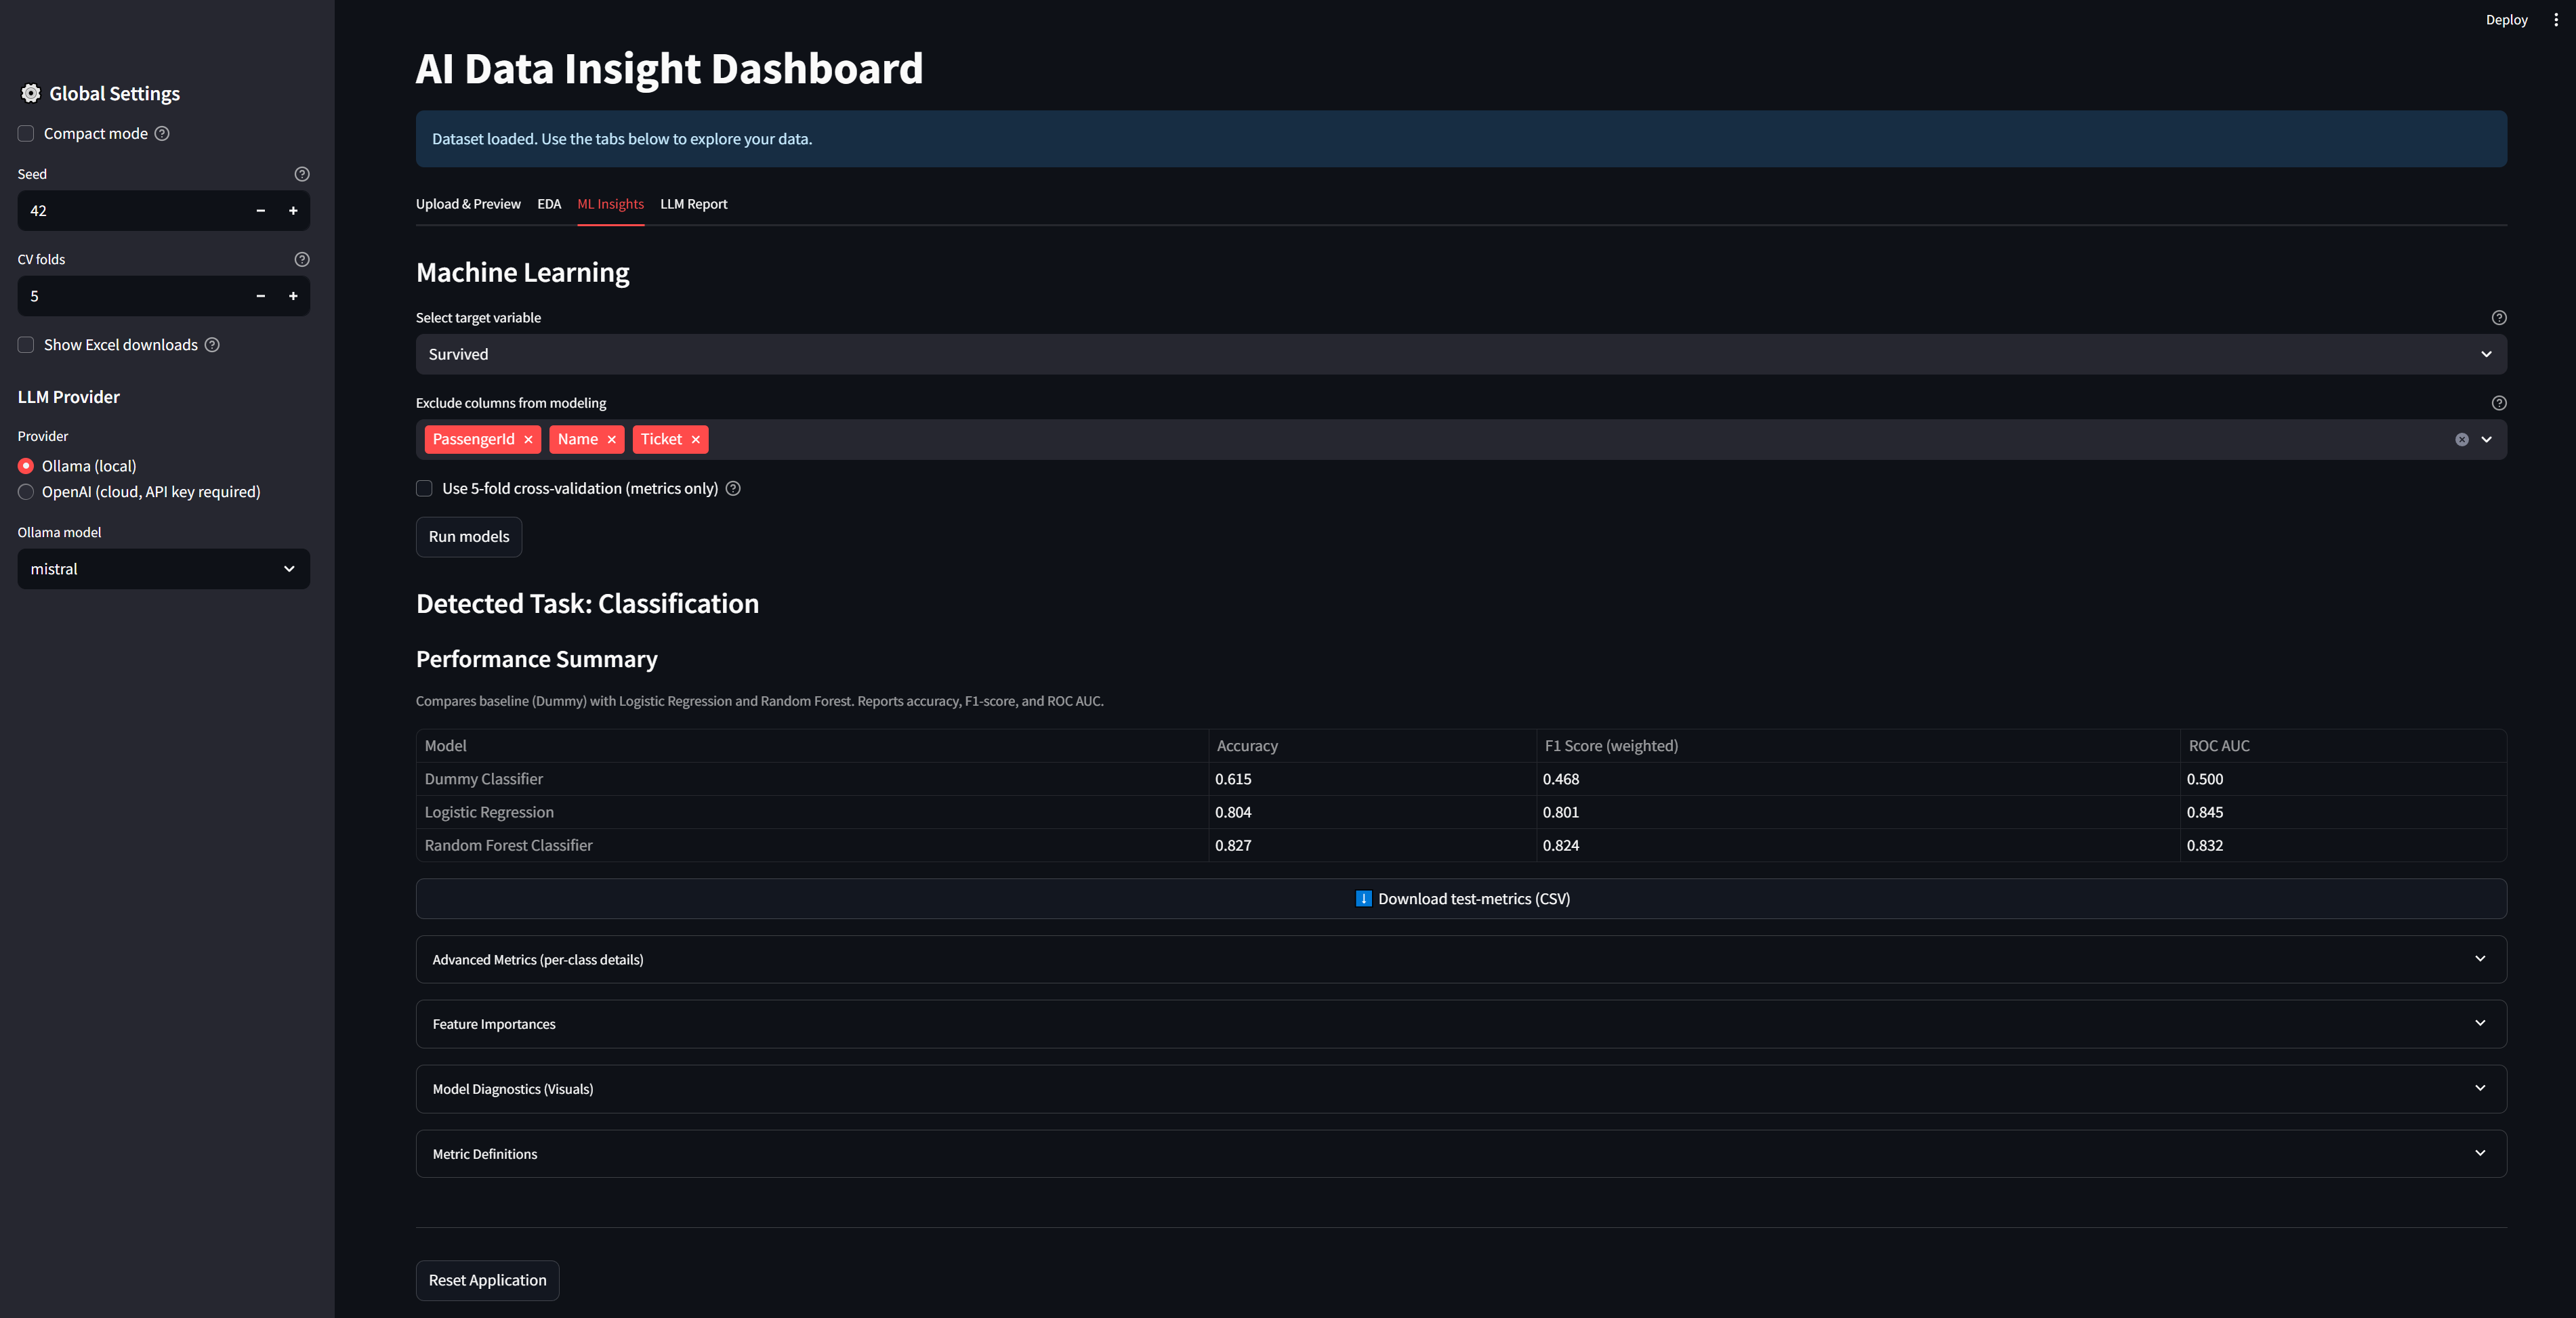 Deploy
Global Settings
Compact mode
Seed
42
CV folds
5
Show Excel downloads
LLM Provider
Provider
Ollama (local)
OpenAI (cloud, API key required)
Ollama model
mistral
AI Data Insight Dashboard
Dataset loaded. Use the tabs below to explore your data.
Upload & Preview EDA ML Insights LLM Report
Machine Learning
Select target variable
Survived
Exclude columns from modeling
PassengerId Name Ticket
Use 5-fold cross-validation (metrics only)
Run models
Detected Task: Classification
Performance Summary
Compares baseline (Dummy) with Logistic Regression and Random Forest. Reports accuracy, F1-score, and ROC AUC.
Model Accuracy F1 Score (weighted) ROC AUC
Dummy Classifier 0.615 0.468 0.500
Logistic Regression 0.804 0.801 0.845
Random Forest Classifier 0.827 0.824 0.832
Download test-metrics (CSV)
Advanced Metrics (per-class details)
Feature Importances
Model Diagnostics (Visuals)
Metric Definitions
Reset Application